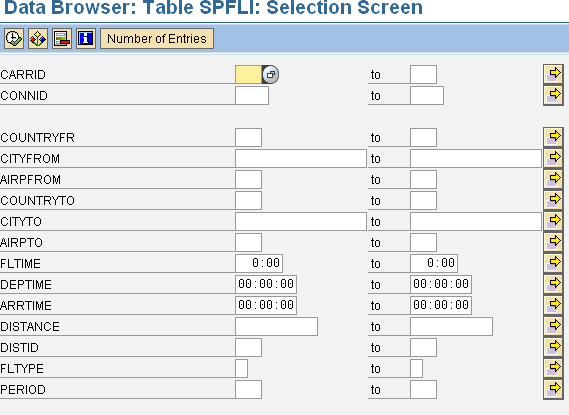 Data Browser: Table SPFLI: Selection Screen
Number of Entries
CARRID to
CONNID to
COUNTRYFR to
CITYFROM to
AIRPFROM to
COUNTRYTO to
CITYTO to
AIRPTO to
FLTIME 0:00 to 0:00
DEPTIME 00:00:00 to 00:00:00
ARRTIME 00:00:00 to 00:00:00
DISTANCE to
DISTID to
FLTYPE to
PERIOD to